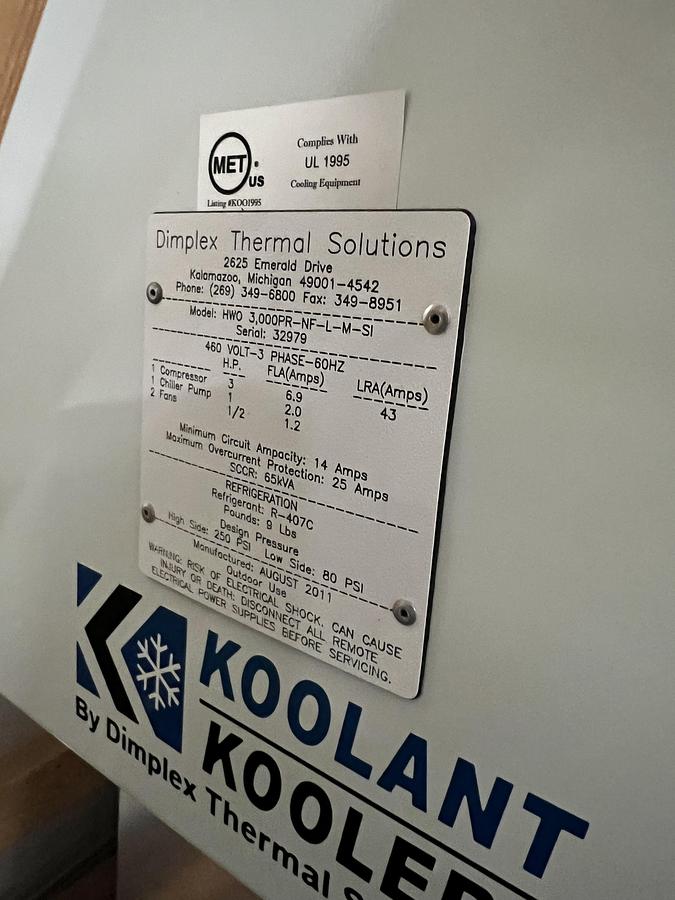 MET
®
US
Listing #KOO1995
Complies With
UL 1995
Cooling Equipment
Dimplex Thermal Solutions
2625 Emerald Drive
Kalamazoo, Michigan 49001-4542
Phone: (269) 349-6800 Fax: 349-8951
Model: HWO 3,000PR-NF-L-M-SI
Serial: 32979
460 VOLT-3 PHASE-60HZ
H.P. FLA(Amps) LRA(Amps)
1 Compressor 3 6.9 43
1 Chiller Pump 1 2.0
2 Fans 1/2 1.2
Minimum Circuit Ampacity: 14 Amps
Maximum Overcurrent Protection: 25 Amps
SCCR: 65kVA
REFRIGERATION
Refrigerant: R-407C
Pounds: 9 Lbs
Design Pressure
High Side: 250 PSI Low Side: 80 PSI
Manufactured: AUGUST 2011
Outdoor Use
WARNING: RISK OF ELECTRICAL SHOCK. CAN CAUSE
INJURY OR DEATH: DISCONNECT ALL REMOTE
ELECTRICAL POWER SUPPLIES BEFORE SERVICING.
KOOLANT
KOOLER
By Dimplex Thermal S